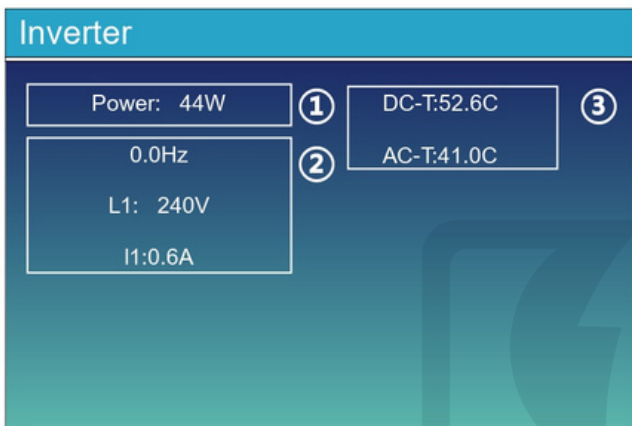 Inverter
Power: 44W
①
0.0Hz
L1: 240V
I1:0.6A
②
DC-T:52.6C
AC-T:41.0C
③